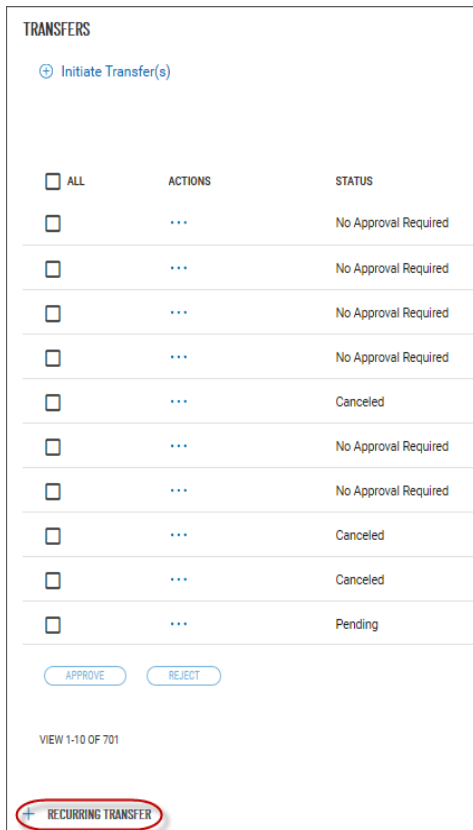 TRANSFERS
Initiate Transfer(s)
ALL ACTIONS STATUS
... No Approval Required
... No Approval Required
... No Approval Required
... No Approval Required
... Canceled
... No Approval Required
... No Approval Required
... Canceled
... Canceled
... Pending
APPROVE REJECT
VIEW 1-10 OF 701
+ RECURRING TRANSFER